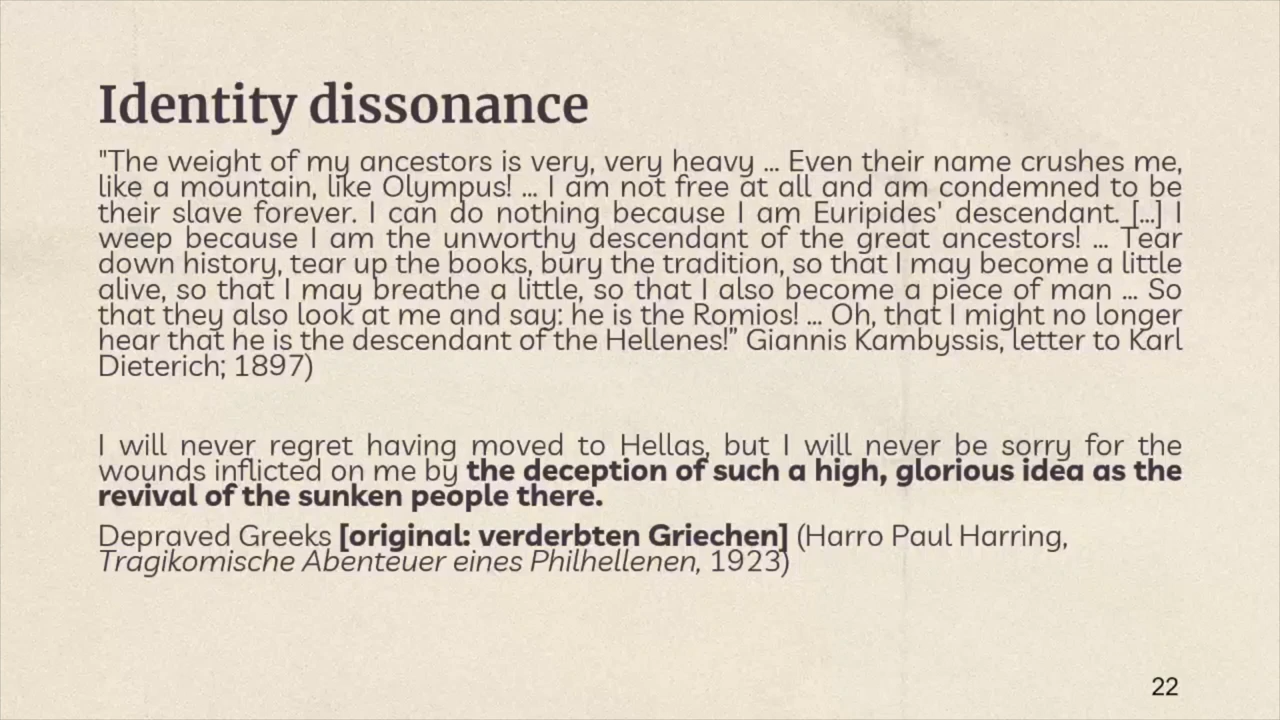 Identity dissonance
"The weight of my ancestors is very, very heavy ... Even their name crushes me,
like a mountain, like Olympus! ... I am not free at all and am condemned to be
their slave forever. I can do nothing because I am Euripides' descendant. [...] I
weep because I am the unworthy descendant of the great ancestors! ... Tear
down history, tear up the books, bury the tradition, so that I may become a little
alive, so that I may breathe a little, so that I also become a piece of man ... So
that they also look at me and say: he is the Romios! ... Oh, that I might no longer
hear that he is the descendant of the Hellenes!” Giannis Kambyssis, letter to Karl
Dieterich; 1897)
I will never regret having moved to Hellas, but I will never be sorry for the
wounds inflicted on me by the deception of such a high, glorious idea as the
revival of the sunken people there.
Depraved Greeks [original: verderbten Griechen] (Harro Paul Harring,
Tragikomische Abenteuer eines Philhellenen, 1923)
22